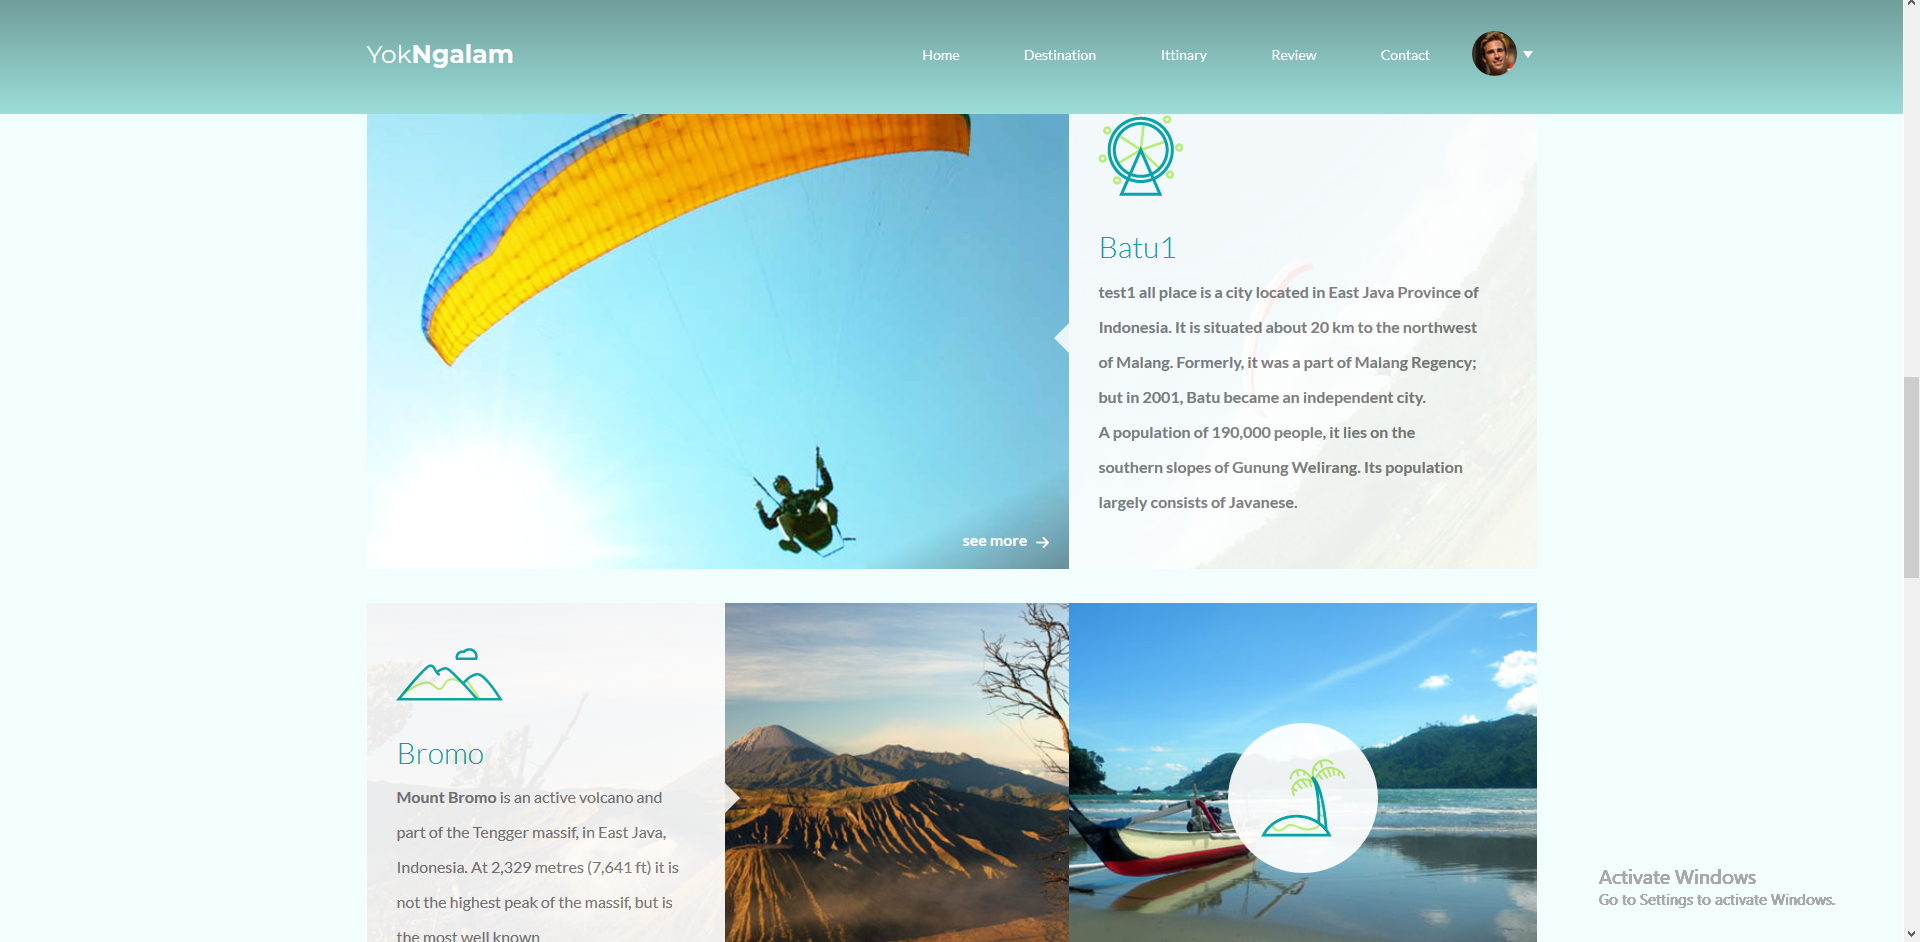 YokNgalam
Home Destination Ittinary Review Contact
Batu1
test1 all place is a city located in East Java Province of
Indonesia. It is situated about 20 km to the northwest
of Malang. Formerly, it was a part of Malang Regency;
but in 2001, Batu became an independent city.
A population of 190,000 people, it lies on the
southern slopes of Gunung Welirang. Its population
largely consists of Javanese.
see more →
Bromo
Mount Bromo is an active volcano and
part of the Tengger massif, in East Java,
Indonesia. At 2,329 metres (7,641 ft) it is
not the highest peak of the massif, but is
the most well known
Activate Windows
Go to Settings to activate Windows.